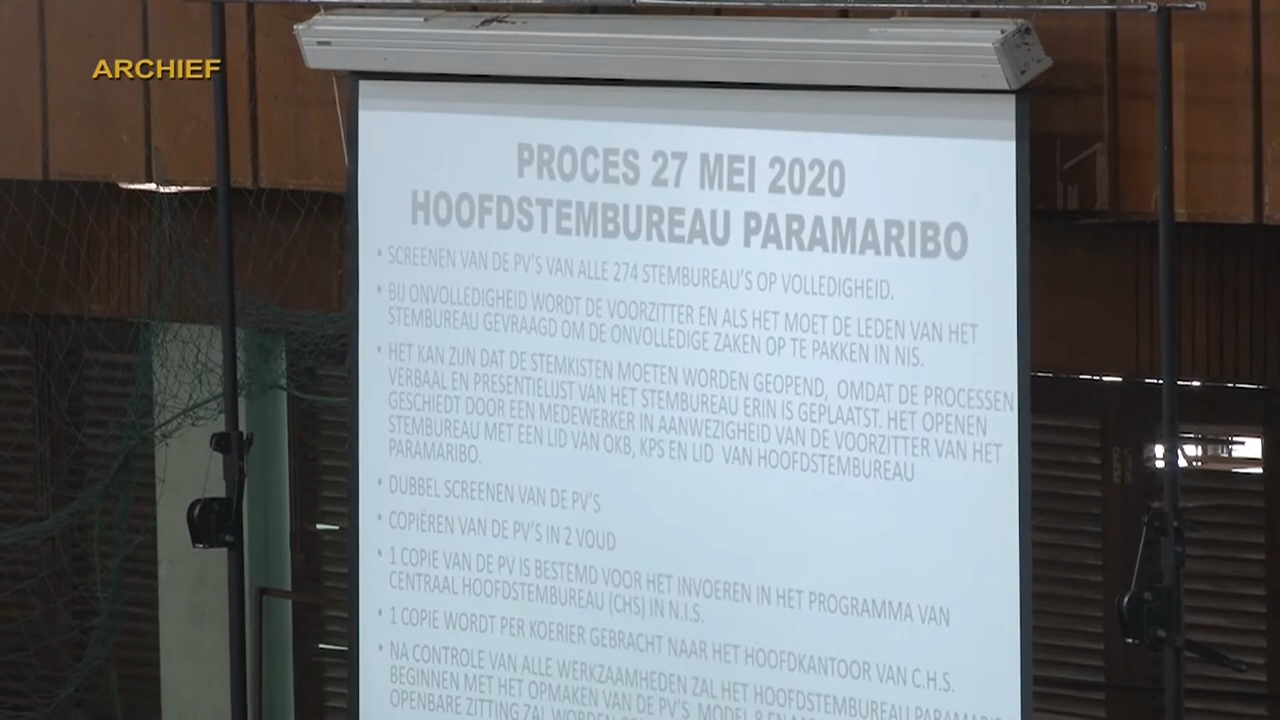 ARCHIEF
PROCES 27 MEI 2020
HOOFDSTEMBUREAU PARAMARIBO
• SCREENEN VAN DE PV'S VAN ALLE 274 STEMBUREAU'S OP VOLLEDIGHEID.
• BIJ ONVOLLEDIGHEID WORDT DE VOORZITTER EN ALS HET MOET DE LEDEN VAN HET
STEMBUREAU GEVRAAGD OM DE ONVOLLEDIGE ZAKEN OP TE PAKKEN IN NIS.
• HET KAN ZIJN DAT DE STEMKISTEN MOETEN WORDEN GEOPEND, OMDAT DE PROCESSEN
VERBAAL EN PRESENTIELIJST VAN HET STEMBUREAU ERIN IS GEPLAATST. HET OPENEN
GESCHIEDT DOOR EEN MEDEWERKER IN AANWEZIGHEID VAN DE VOORZITTER VAN HET
STEMBUREAU MET EEN LID VAN OKB, KPS EN LID VAN HOOFDSTEMBUREAU
PARAMARIBO.
• DUBBEL SCREENEN VAN DE PV'S
• COPIËREN VAN DE PV'S IN 2 VOUD
• 1 COPIE VAN DE PV IS BESTEMD VOOR HET INVOEREN IN HET PROGRAMMA VAN
CENTRAAL HOOFDSTEMBUREAU (CHS) IN N.I.S.
• 1 COPIE WORDT PER KOERIER GEBRACHT NAAR HET HOOFDKANTOOR VAN C.H.S.
• NA CONTROLE VAN ALLE WERKZAAMHEDEN ZAL HET HOOFDSTEMBUREAU
BEGINNEN MET HET OPMAKEN VAN DE PV'S MODEL 8 EN
OPENBARE ZITTING ZAL WORDEN